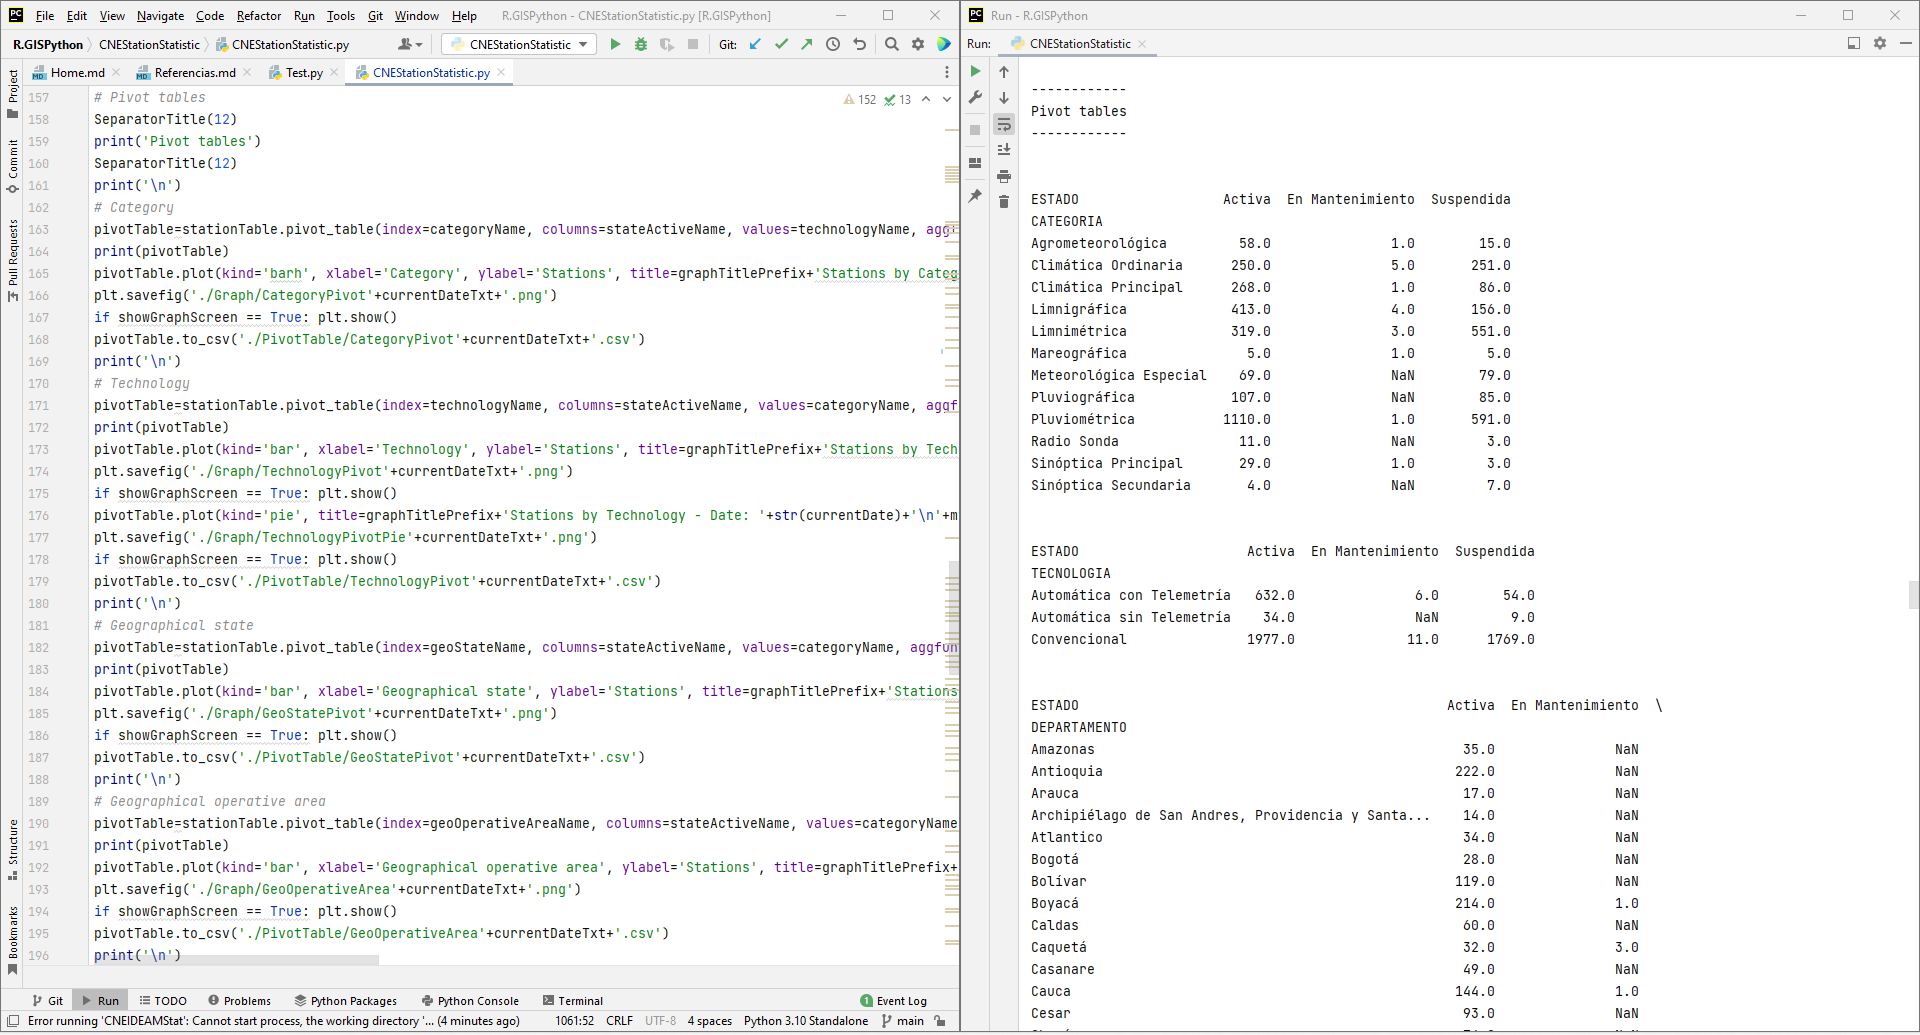 File Edit View Navigate Code Refactor Run Tools Git Window Help R.GISPython - CNEStationStatistic.py [R.GISPython]
R.GISPython CNEStationStatistic CNEStationStatistic.py CNEStationStatistic Git:
Home.md Referencias.md Test.py CNEStationStatistic.py
152 13
Project
Commit
Pull Requests
Structure
Bookmarks
157 # Pivot tables
158 SeparatorTitle(12)
159 print('Pivot tables')
160 SeparatorTitle(12)
161 print('\n')
162 # Category
163 pivotTable=stationTable.pivot_table(index=categoryName, columns=stateActiveName, values=technologyName, agg
164 print(pivotTable)
165 pivotTable.plot(kind='barh', xlabel='Category', ylabel='Stations', title=graphTitlePrefix+'Stations by Categ
166 plt.savefig('./Graph/CategoryPivot'+currentDateTxt+'.png')
167 if showGraphScreen == True: plt.show()
168 pivotTable.to_csv('./PivotTable/CategoryPivot'+currentDateTxt+'.csv')
169 print('\n')
170 # Technology
171 pivotTable=stationTable.pivot_table(index=technologyName, columns=stateActiveName, values=categoryName, aggf
172 print(pivotTable)
173 pivotTable.plot(kind='bar', xlabel='Technology', ylabel='Stations', title=graphTitlePrefix+'Stations by Tech
174 plt.savefig('./Graph/TechnologyPivot'+currentDateTxt+'.png')
175 if showGraphScreen == True: plt.show()
176 pivotTable.plot(kind='pie', title=graphTitlePrefix+'Stations by Technology - Date: '+str(currentDate)+'\n'+m
177 plt.savefig('./Graph/TechnologyPivotPie'+currentDateTxt+'.png')
178 if showGraphScreen == True: plt.show()
179 pivotTable.to_csv('./PivotTable/TechnologyPivot'+currentDateTxt+'.csv')
180 print('\n')
181 # Geographical state
182 pivotTable=stationTable.pivot_table(index=geoStateName, columns=stateActiveName, values=categoryName, aggfun
183 print(pivotTable)
184 pivotTable.plot(kind='bar', xlabel='Geographical state', ylabel='Stations', title=graphTitlePrefix+'Stations
185 plt.savefig('./Graph/GeoStatePivot'+currentDateTxt+'.png')
186 if showGraphScreen == True: plt.show()
187 pivotTable.to_csv('./PivotTable/GeoStatePivot'+currentDateTxt+'.csv')
188 print('\n')
189 # Geographical operative area
190 pivotTable=stationTable.pivot_table(index=geoOperativeAreaName, columns=stateActiveName, values=categoryName
191 print(pivotTable)
192 pivotTable.plot(kind='bar', xlabel='Geographical operative area', ylabel='Stations', title=graphTitlePrefix+
193 plt.savefig('./Graph/GeoOperativeArea'+currentDateTxt+'.png')
194 if showGraphScreen == True: plt.show()
195 pivotTable.to_csv('./PivotTable/GeoOperativeArea'+currentDateTxt+'.csv')
196 print('\n')
Git Run TODO Problems Python Packages Python Console Terminal 1 Event Log
Error running 'CNEIDEAMStat': Cannot start process, the working directory '... (4 minutes ago) 1061:52 CRLF UTF-8 4 spaces Python 3.10 Standalone main
Run - R.GISPython
Run: CNEStationStatistic
------------
Pivot tables
------------
ESTADO Activa En Mantenimiento Suspendida
CATEGORIA
Agrometeorológica 58.0 1.0 15.0
Climática Ordinaria 250.0 5.0 251.0
Climática Principal 268.0 1.0 86.0
Limnigráfica 413.0 4.0 156.0
Limnimétrica 319.0 3.0 551.0
Mareográfica 5.0 1.0 5.0
Meteorológica Especial 69.0 NaN 79.0
Pluviográfica 107.0 NaN 85.0
Pluviométrica 1110.0 1.0 591.0
Radio Sonda 11.0 NaN 3.0
Sinóptica Principal 29.0 1.0 3.0
Sinóptica Secundaria 4.0 NaN 7.0
ESTADO Activa En Mantenimiento Suspendida
TECNOLOGIA
Automática con Telemetría 632.0 6.0 54.0
Automática sin Telemetría 34.0 NaN 9.0
Convencional 1977.0 11.0 1769.0
ESTADO Activa En Mantenimiento \
DEPARTAMENTO
Amazonas 35.0 NaN
Antioquia 222.0 NaN
Arauca 17.0 NaN
Archipiélago de San Andres, Providencia y Santa... 14.0 NaN
Atlantico 34.0 NaN
Bogotá 28.0 NaN
Bolívar 119.0 NaN
Boyacá 214.0 1.0
Caldas 60.0 NaN
Caquetá 32.0 3.0
Casanare 49.0 NaN
Cauca 144.0 1.0
Cesar 93.0 NaN